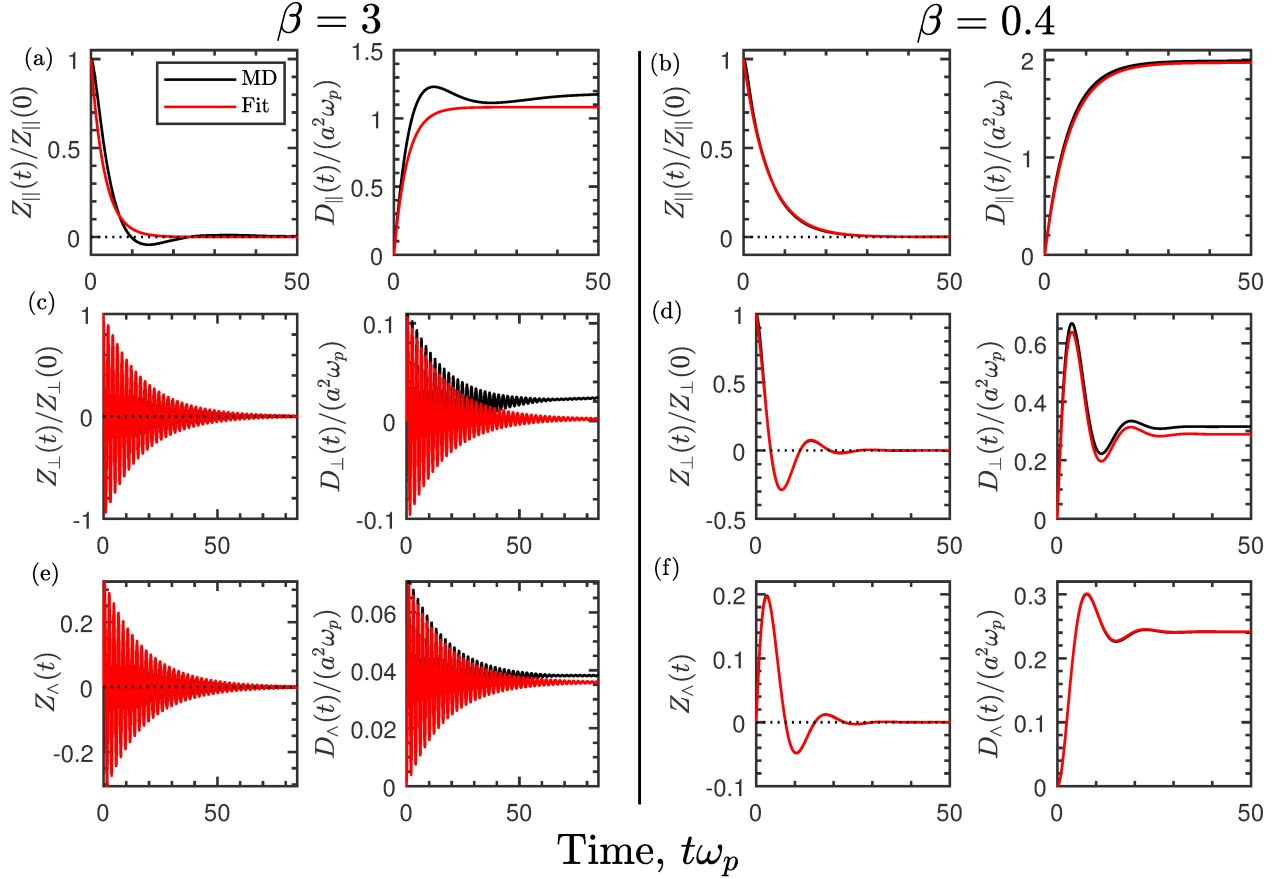 β = 3
β = 0.4
(a)
Z∥(t)/Z∥(0)
1
0.5
0
0
50
MD
Fit
D∥(t)/(a²ωₚ)
1.5
1
0.5
0
0
50
(b)
Z∥(t)/Z∥(0)
1
0.5
0
0
50
D∥(t)/(a²ωₚ)
2
1
0
0
50
(c)
Z⊥(t)/Z⊥(0)
1
0
-1
0
50
D⊥(t)/(a²ωₚ)
0.1
0
-0.1
0
50
(d)
Z⊥(t)/Z⊥(0)
1
0.5
0
-0.5
0
50
D⊥(t)/(a²ωₚ)
0.6
0.4
0.2
0
0
50
(e)
Z∧(t)
0.2
0
-0.2
0
50
D∧(t)/(a²ωₚ)
0.06
0.04
0.02
0
0
50
(f)
Z∧(t)
0.2
0.1
0
-0.1
0
50
D∧(t)/(a²ωₚ)
0.3
0.2
0.1
0
0
50
Time, tωₚ